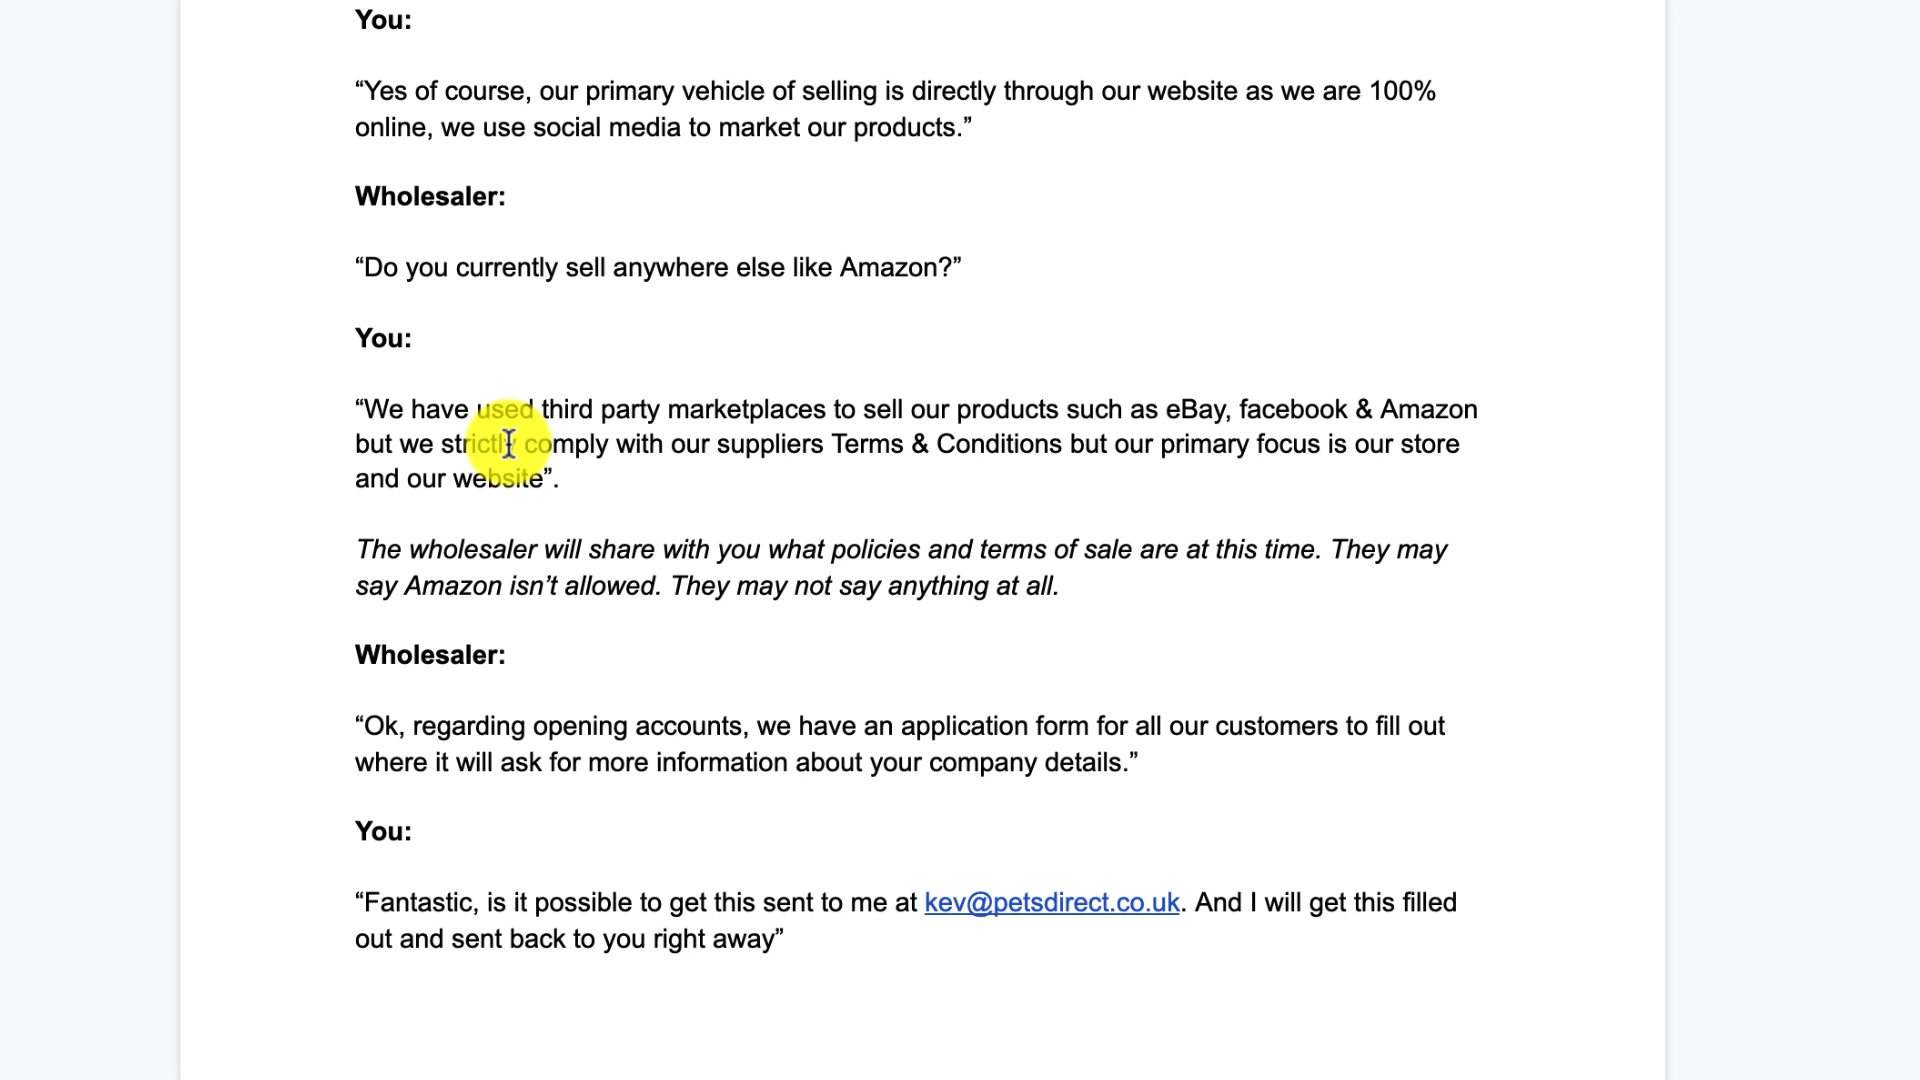 You:
“Yes of course, our primary vehicle of selling is directly through our website as we are 100%
online, we use social media to market our products.”
Wholesaler:
“Do you currently sell anywhere else like Amazon?”
You:
“We have used third party marketplaces to sell our products such as eBay, facebook & Amazon
but we strictly comply with our suppliers Terms & Conditions but our primary focus is our store
and our website”.
The wholesaler will share with you what policies and terms of sale are at this time. They may
say Amazon isn’t allowed. They may not say anything at all.
Wholesaler:
“Ok, regarding opening accounts, we have an application form for all our customers to fill out
where it will ask for more information about your company details.”
You:
“Fantastic, is it possible to get this sent to me at kev@petsdirect.co.uk. And I will get this filled
out and sent back to you right away”